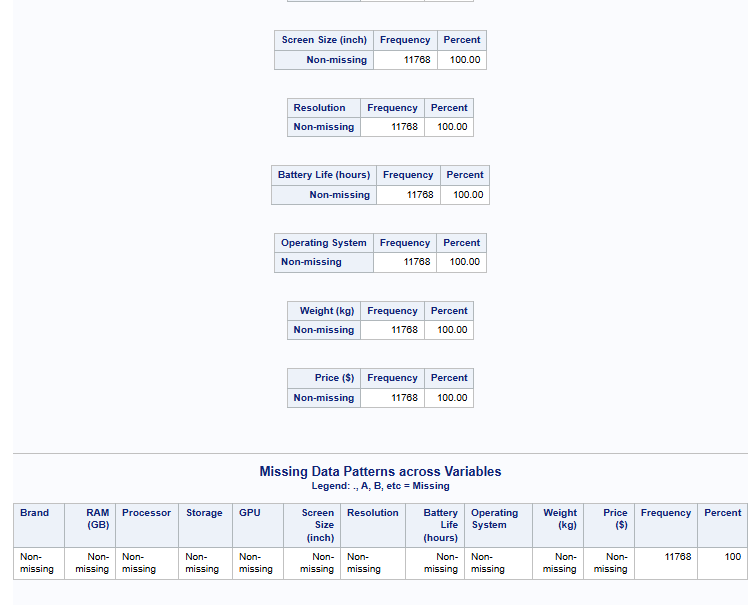 Screen Size (inch) Frequency Percent
Non-missing 11768 100.00
Resolution Frequency Percent
Non-missing 11768 100.00
Battery Life (hours) Frequency Percent
Non-missing 11768 100.00
Operating System Frequency Percent
Non-missing 11768 100.00
Weight (kg) Frequency Percent
Non-missing 11768 100.00
Price ($) Frequency Percent
Non-missing 11768 100.00
Missing Data Patterns across Variables
Legend: ., A, B, etc = Missing
Brand RAM Processor Storage GPU Screen Resolution Battery Operating Weight Price Frequency Percent
(GB) Size Life System (kg) ($)
(inch) (hours)
Non- Non- Non- Non- Non- Non- Non- Non- Non- Non- Non- 11768 100
missing missing missing missing missing missing missing missing missing missing missing